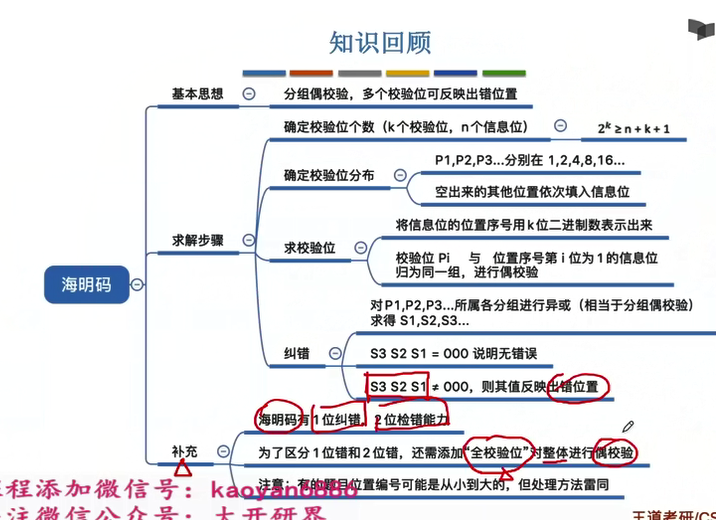 知识回顾
基本思想
分组偶校验，多个校验位可反映出错位置
确定校验位个数（k个校验位，n个信息位）
2^k ≥ n + k + 1
确定校验位分布
P1,P2,P3...分别在 1,2,4,8,16...
空出来的其他位置依次填入信息位
海明码
求解步骤
求校验位
将信息位的位置序号用k位二进制数表示出来
校验位 Pi 与 位置序号第 i 位为1的信息位
归为同一组，进行偶校验
对P1,P2,P3...所属各分组进行异或（相当于分组偶校验）
求得 S1,S2,S3...
纠错
S3 S2 S1 = 000 说明无错误
S3 S2 S1 ≠ 000，则其值反映出错位置
海明码有1位纠错，2位检错能力
补充
为了区分1位错和2位错，还需添加“全校验位”对整体进行偶校验
注意：有的题目位置编号可能是从小到大的，但处理方法雷同
程添加微信号：kaoyan6886
注微信公众号：大开研界
王道考研/CS